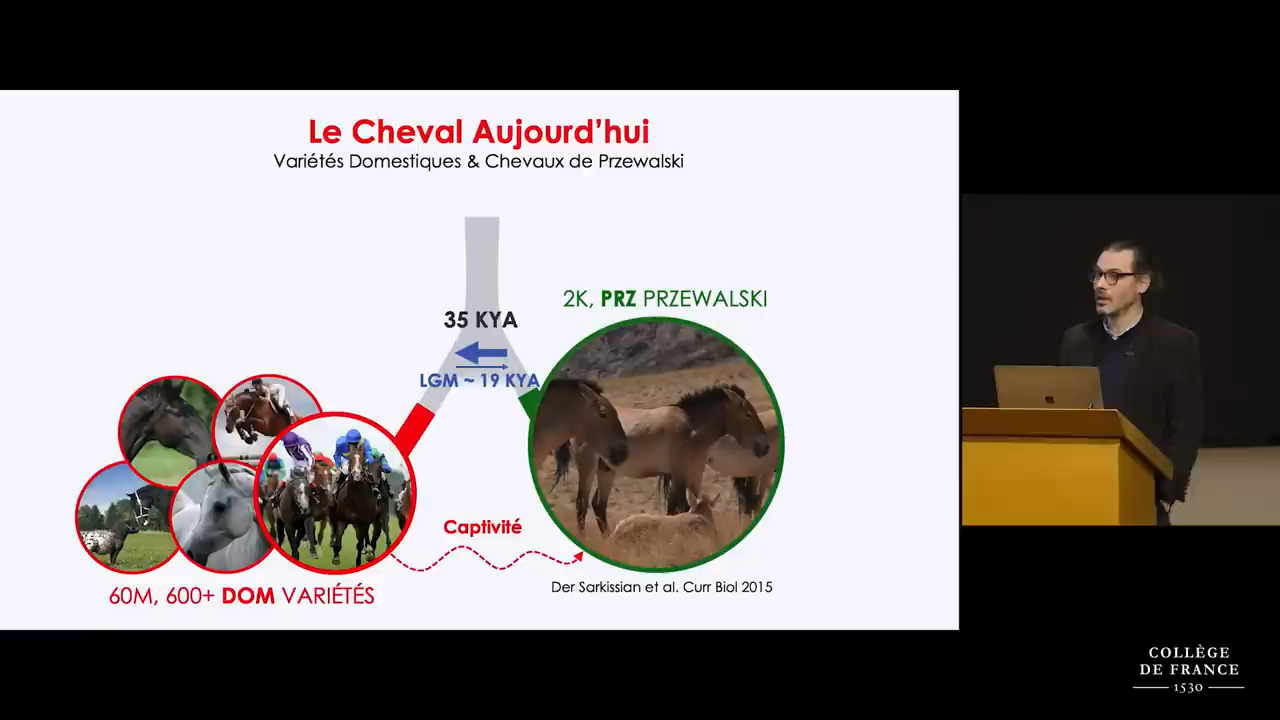 Le Cheval Aujourd'hui
Variétés Domestiques & Chevaux de Przewalski
2K, PRZ PRZEWALSKI
35 KYA
LGM ~ 19 KYA
Captivité
60M, 600+ DOM VARIÉTÉS
Der Sarkissian et al. Curr Biol 2015
COLLÈGE
DE FRANCE
1530